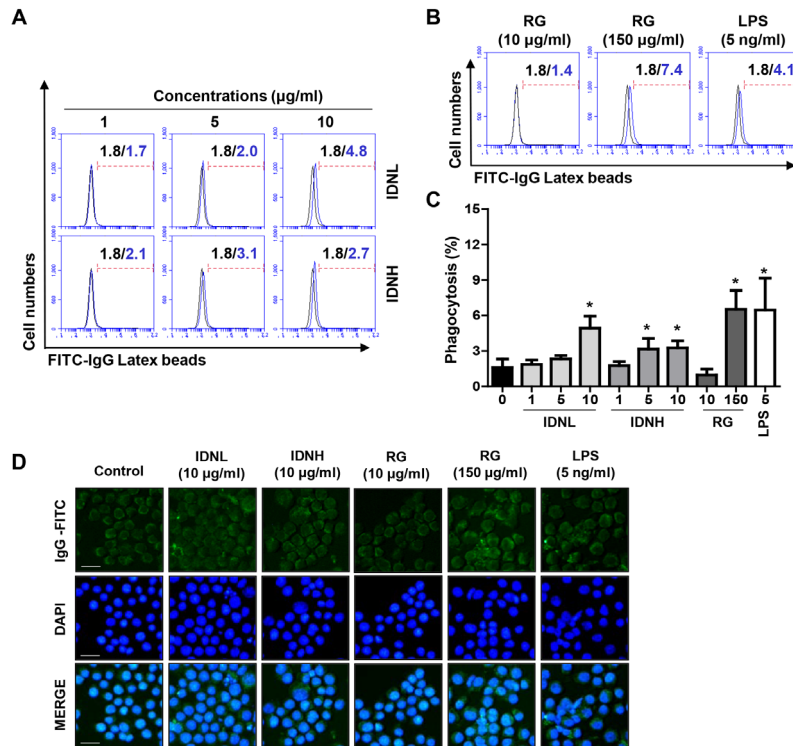 A
Concentrations (µg/ml)
1 5 10
1.8/1.7 1.8/2.0 1.8/4.8
IDNL
1.8/2.1 1.8/3.1 1.8/2.7
IDNH
Cell numbers
FITC-IgG Latex beads
B
RG RG LPS
(10 µg/ml) (150 µg/ml) (5 ng/ml)
1.8/1.4 1.8/7.4 1.8/4.1
Cell numbers
FITC-IgG Latex beads
C
Phagocytosis (%)
15
12
9
6
3
0
* * * * *
0 1 5 10 1 5 10 10 150 5
IDNL IDNH RG LPS
D
Control IDNL IDNH RG RG LPS
(10 µg/ml) (10 µg/ml) (10 µg/ml) (150 µg/ml) (5 ng/ml)
IgG -FITC
DAPI
MERGE